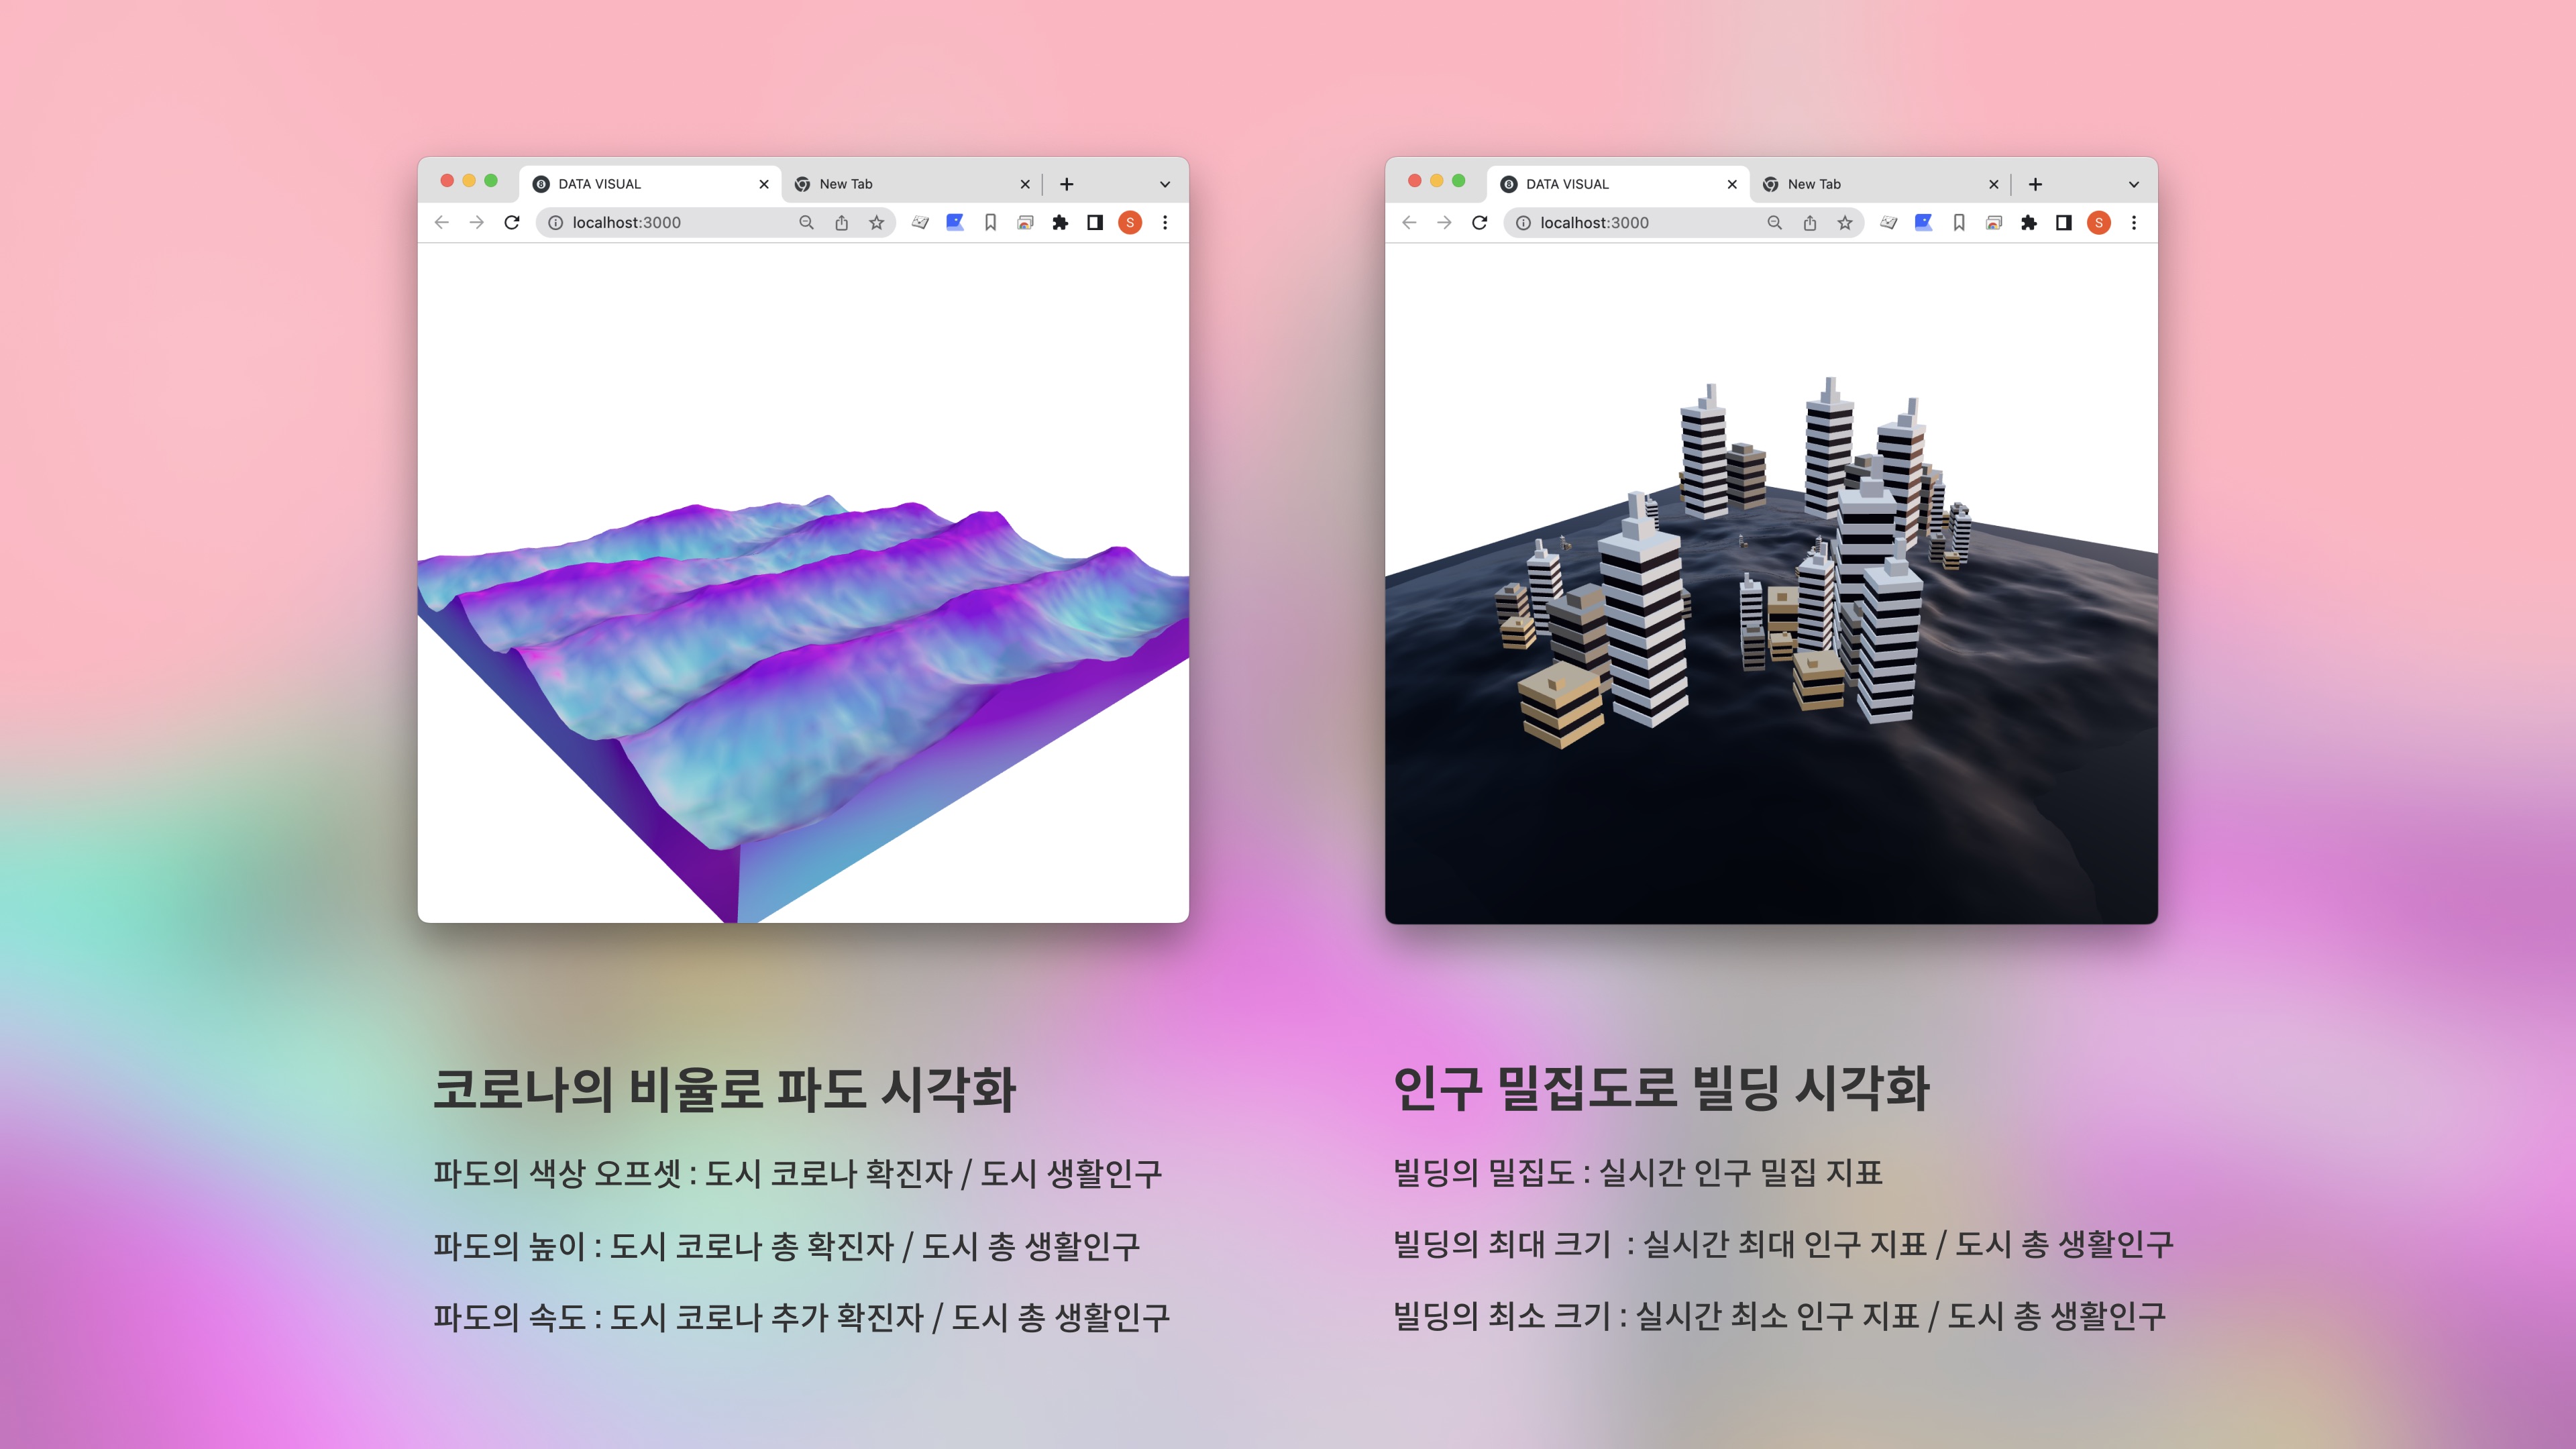 DATA VISUAL
New Tab
localhost:3000
S
DATA VISUAL
New Tab
localhost:3000
S
코로나의 비율로 파도 시각화
파도의 색상 오프셋 : 도시 코로나 확진자 / 도시 생활인구
파도의 높이 : 도시 코로나 총 확진자 / 도시 총 생활인구
파도의 속도 : 도시 코로나 추가 확진자 / 도시 총 생활인구
인구 밀집도로 빌딩 시각화
빌딩의 밀집도 : 실시간 인구 밀집 지표
빌딩의 최대 크기 : 실시간 최대 인구 지표 / 도시 총 생활인구
빌딩의 최소 크기 : 실시간 최소 인구 지표 / 도시 총 생활인구